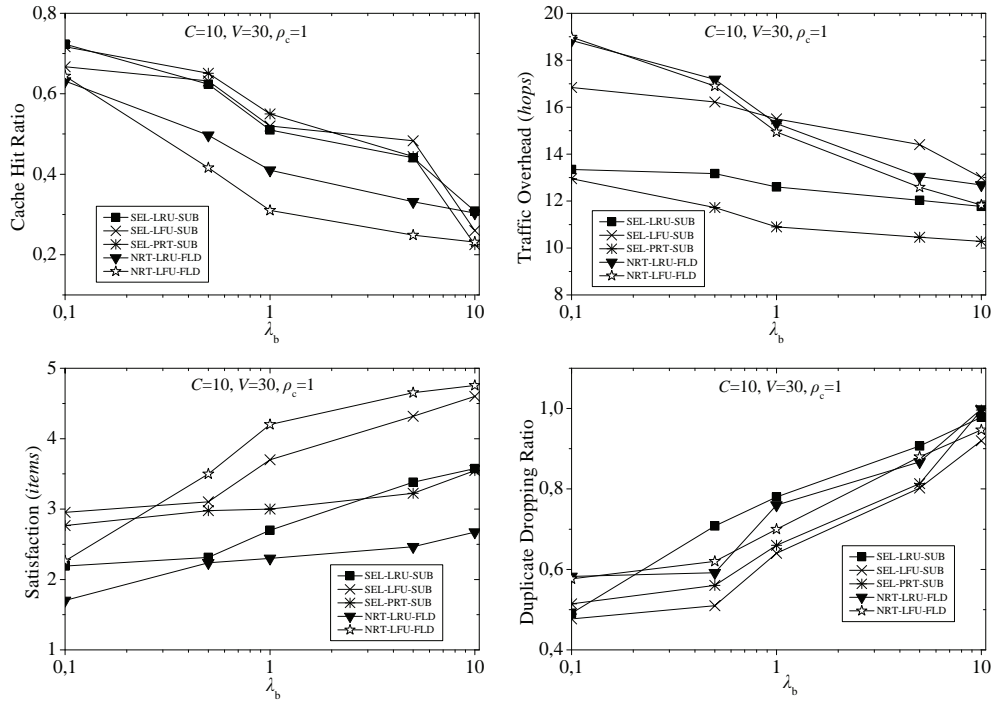 C=10, V=30, ρc=1
Cache Hit Ratio
0,8
0,6
0,4
0,2
SEL-LRU-SUB
SEL-LFU-SUB
SEL-PRT-SUB
NRT-LRU-FLD
NRT-LFU-FLD
0,1 1 10
λb
C=10, V=30, ρc=1
Traffic Overhead (hops)
20
18
16
14
12
10
8
SEL-LRU-SUB
SEL-LFU-SUB
SEL-PRT-SUB
NRT-LRU-FLD
NRT-LFU-FLD
0,1 1 10
λb
C=10, V=30, ρc=1
Satisfaction (items)
5
4
3
2
1
SEL-LRU-SUB
SEL-LFU-SUB
SEL-PRT-SUB
NRT-LRU-FLD
NRT-LFU-FLD
0,1 1 10
λb
C=10, V=30, ρc=1
Duplicate Dropping Ratio
1,0
0,8
0,6
0,4
SEL-LRU-SUB
SEL-LFU-SUB
SEL-PRT-SUB
NRT-LRU-FLD
NRT-LFU-FLD
0,1 1 10
λb